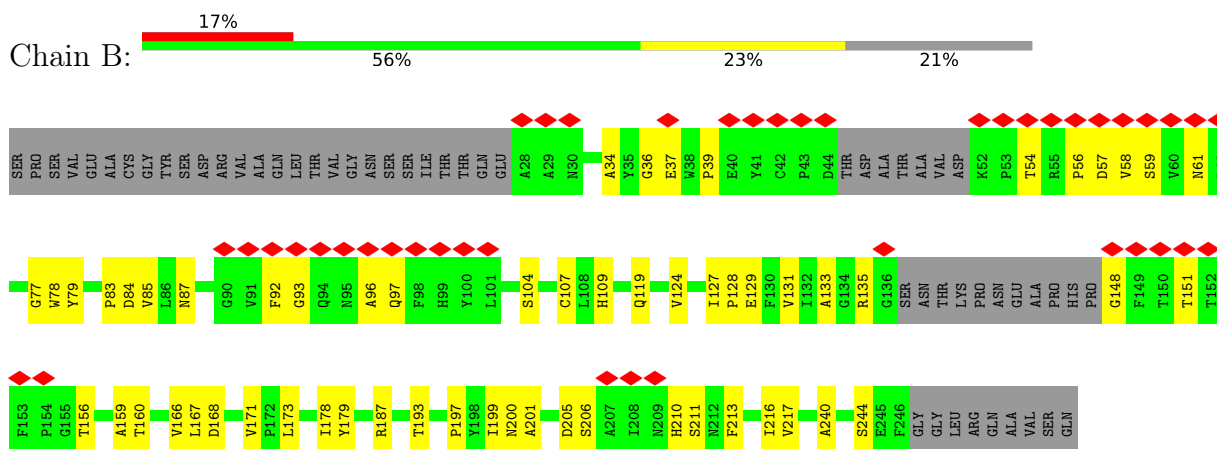 17%
Chain B:
56% 23% 21%
SER PRO SER VAL GLU ALA CYS GLY TYR SER ASP ARG VAL ALA GLN LEU THR VAL GLY ASN SER SER ILE THR THR GLN GLU A28 A29 N30 A34 Y35 G36 E37 W38 P39 E40 Y41 C42 P43 D44 THR ASP ALA THR ALA VAL ASP K52 P53 T54 R55 P56 D57 V58 S59 V60 N61
G77 W78 Y79 P83 D84 V85 L86 N87 G90 V91 F92 G93 Q94 N95 A96 Q97 F98 H99 Y100 L101 S104 C107 L108 H109 Q119 V124 I127 P128 E129 F130 V131 I132 A133 G134 R135 G136 SER ASN THR LYS PRO ASN GLU ALA PRO HIS PRO G148 F149 T150 T151 T152
F153 P154 G155 T156 A159 T160 V166 L167 D168 V171 P172 L173 I178 Y179 R187 T193 P197 Y198 I199 N200 A201 D205 S206 A207 I208 N209 H210 S211 N212 F213 I216 V217 A240 S244 E245 F246 GLY GLY LEU ARG GLN ALA VAL SER GLN